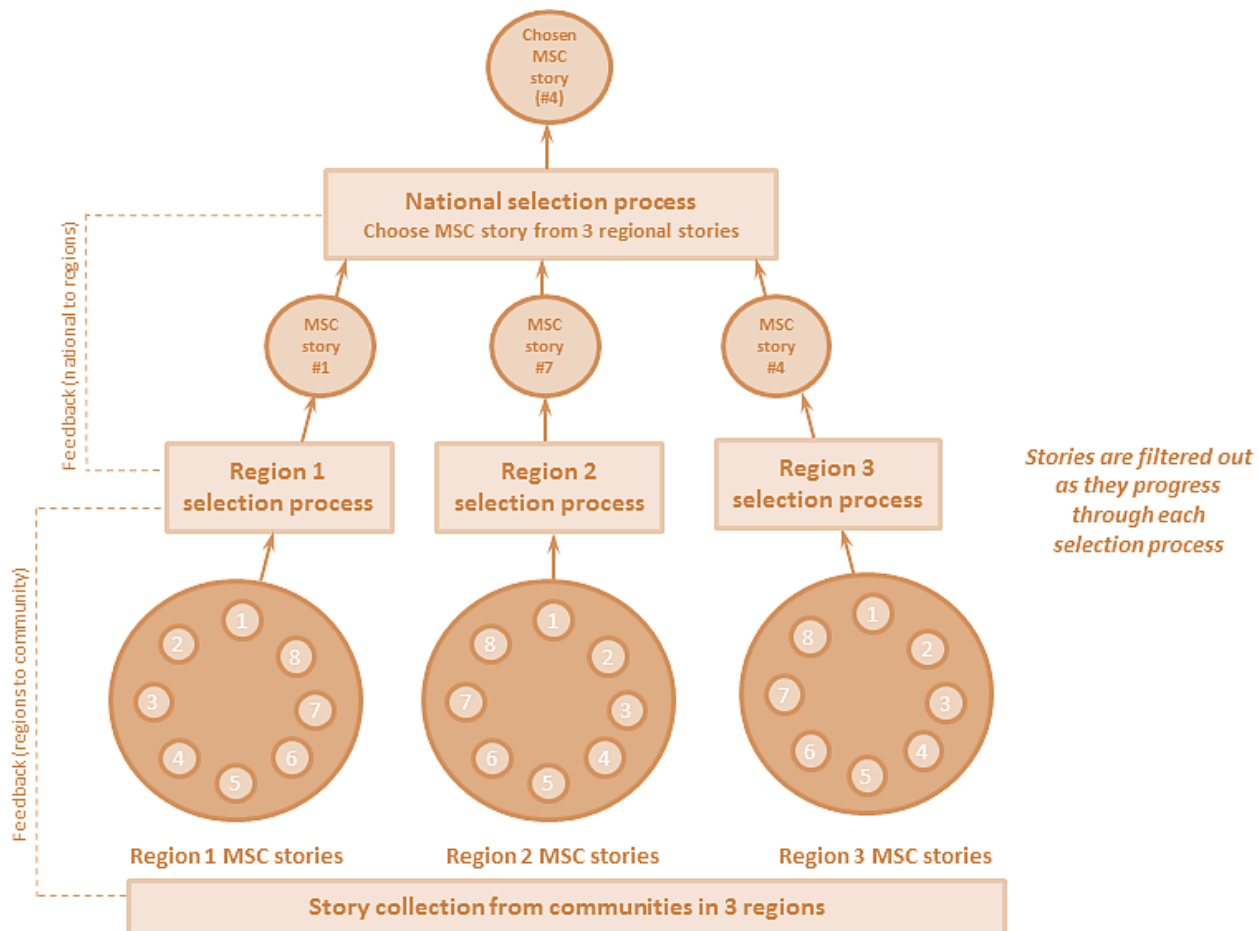 Chosen
MSC
story
(#4)
National selection process
Choose MSC story from 3 regional stories
Feedback (national to regions)
MSC
story
#1
MSC
story
#7
MSC
story
#4
Region 1
selection process
Region 2
selection process
Region 3
selection process
Stories are filtered out
as they progress
through each
selection process
Feedback (regions to community)
1
2
8
3
7
4
6
5
1
8
2
7
3
6
4
5
1
8
2
7
3
6
4
5
Region 1 MSC stories
Region 2 MSC stories
Region 3 MSC stories
Story collection from communities in 3 regions